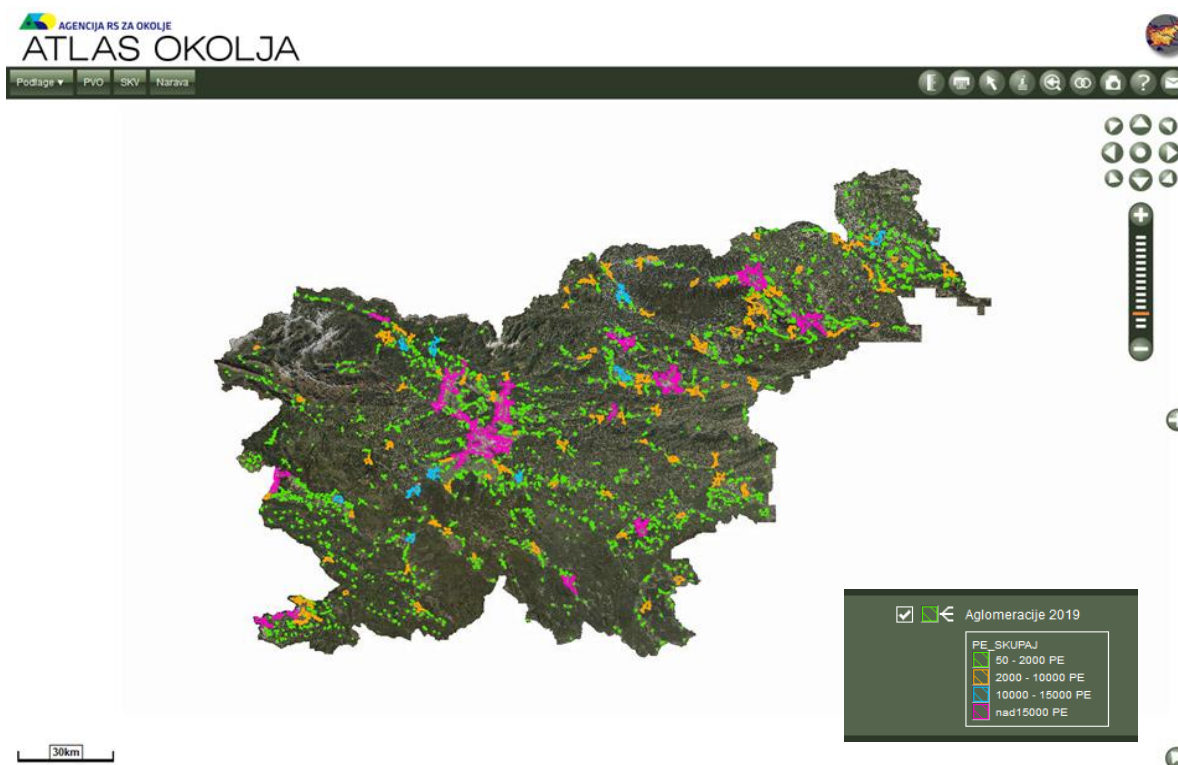 AGENCIJA RS ZA OKOLJE
ATLAS OKOLJA
Podlage ▼ PVO SKV Narava
Aglomeracije 2019
PE_SKUPAJ
50 - 2000 PE
2000 - 10000 PE
10000 - 15000 PE
nad15000 PE
30km